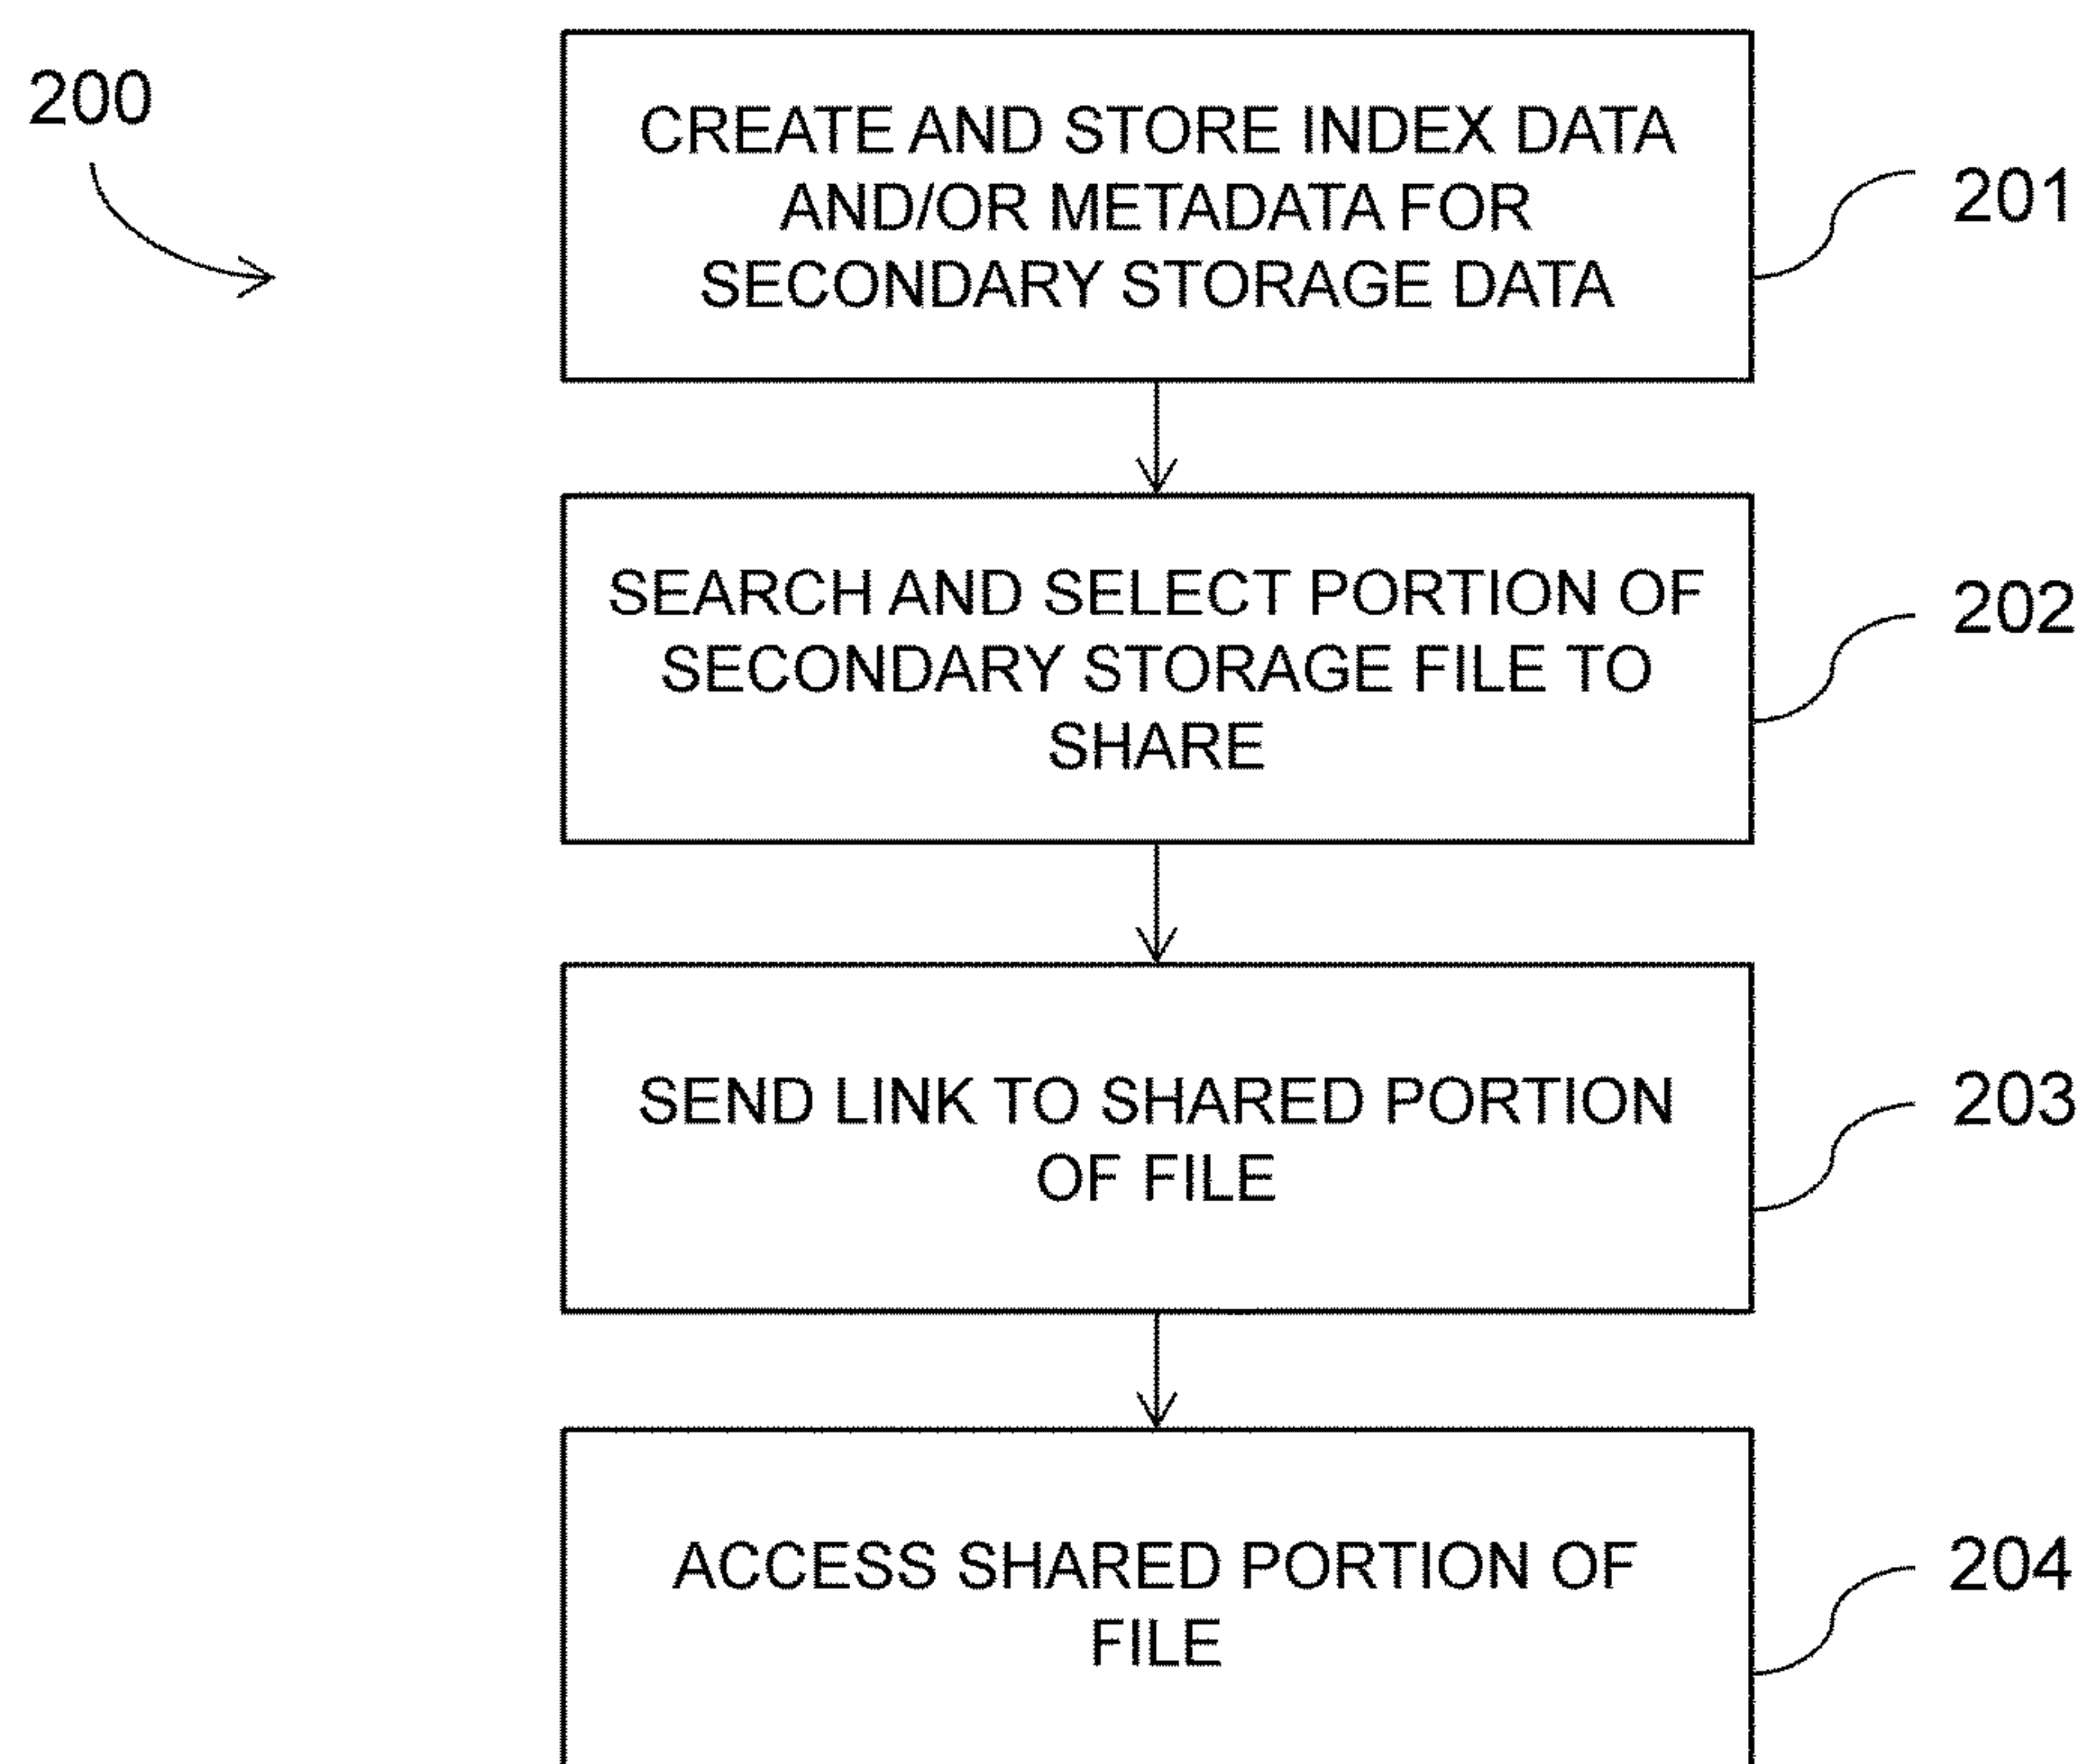 200
CREATE AND STORE INDEX DATA
AND/OR METADATA FOR
SECONDARY STORAGE DATA
201
SEARCH AND SELECT PORTION OF
SECONDARY STORAGE FILE TO
SHARE
202
SEND LINK TO SHARED PORTION
OF FILE
203
ACCESS SHARED PORTION OF
FILE
204